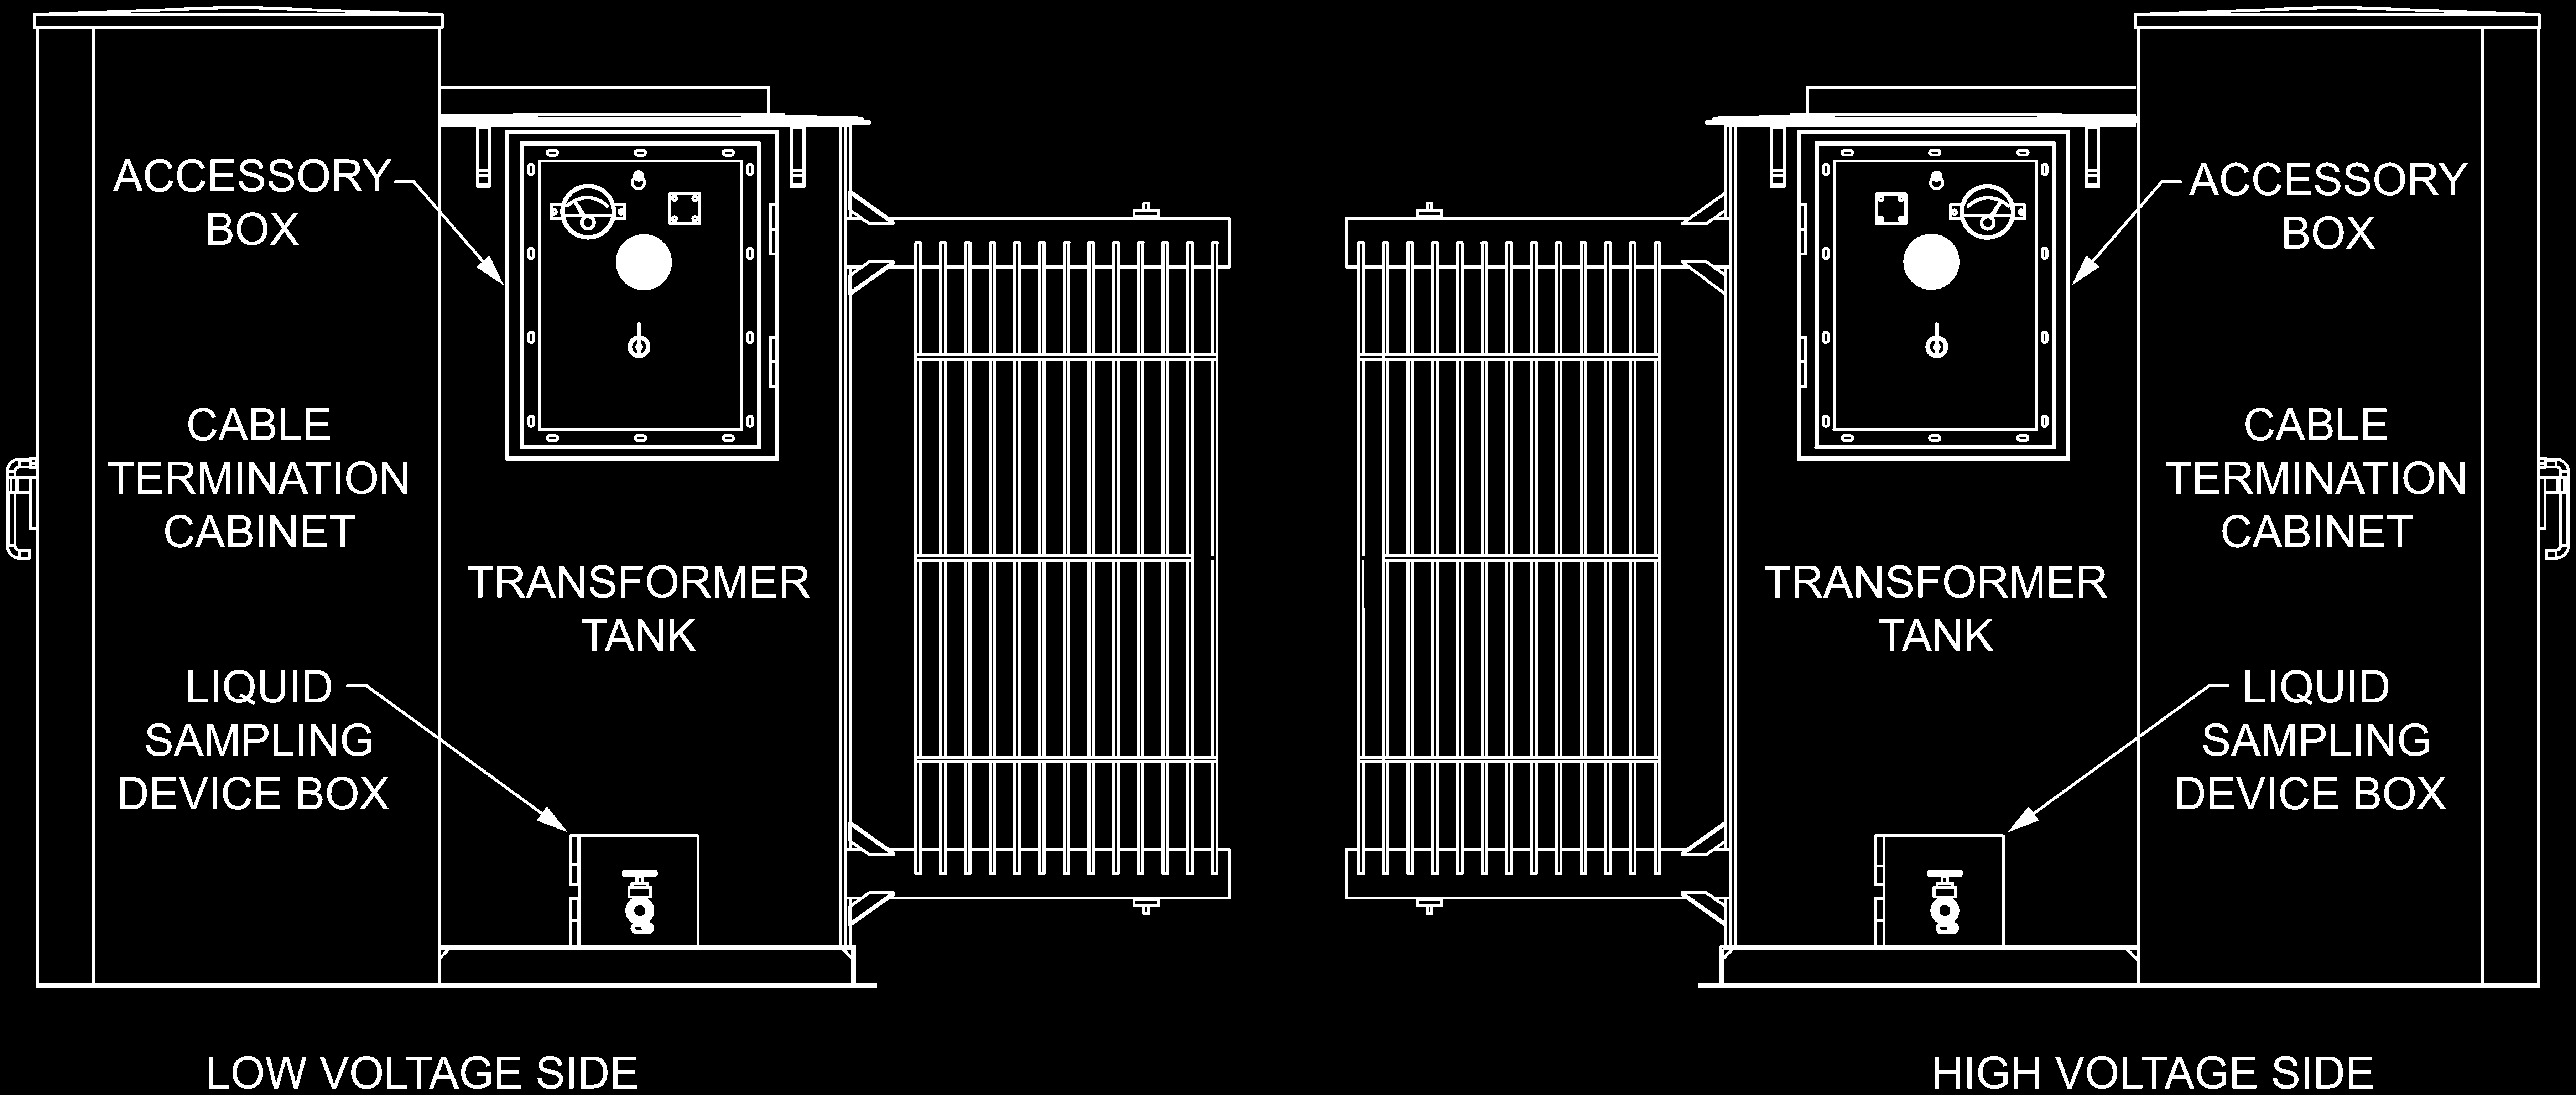 ACCESSORY
BOX
CABLE
TERMINATION
CABINET
TRANSFORMER
TANK
LIQUID
SAMPLING
DEVICE BOX
LOW VOLTAGE SIDE
ACCESSORY
BOX
CABLE
TERMINATION
CABINET
TRANSFORMER
TANK
LIQUID
SAMPLING
DEVICE BOX
HIGH VOLTAGE SIDE